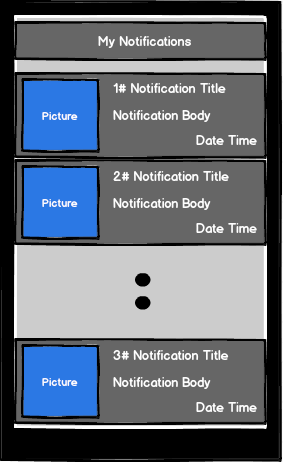 My Notifications
1# Notification Title
Picture
Notification Body
Date Time
2# Notification Title
Picture
Notification Body
Date Time
3# Notification Title
Picture
Notification Body
Date Time